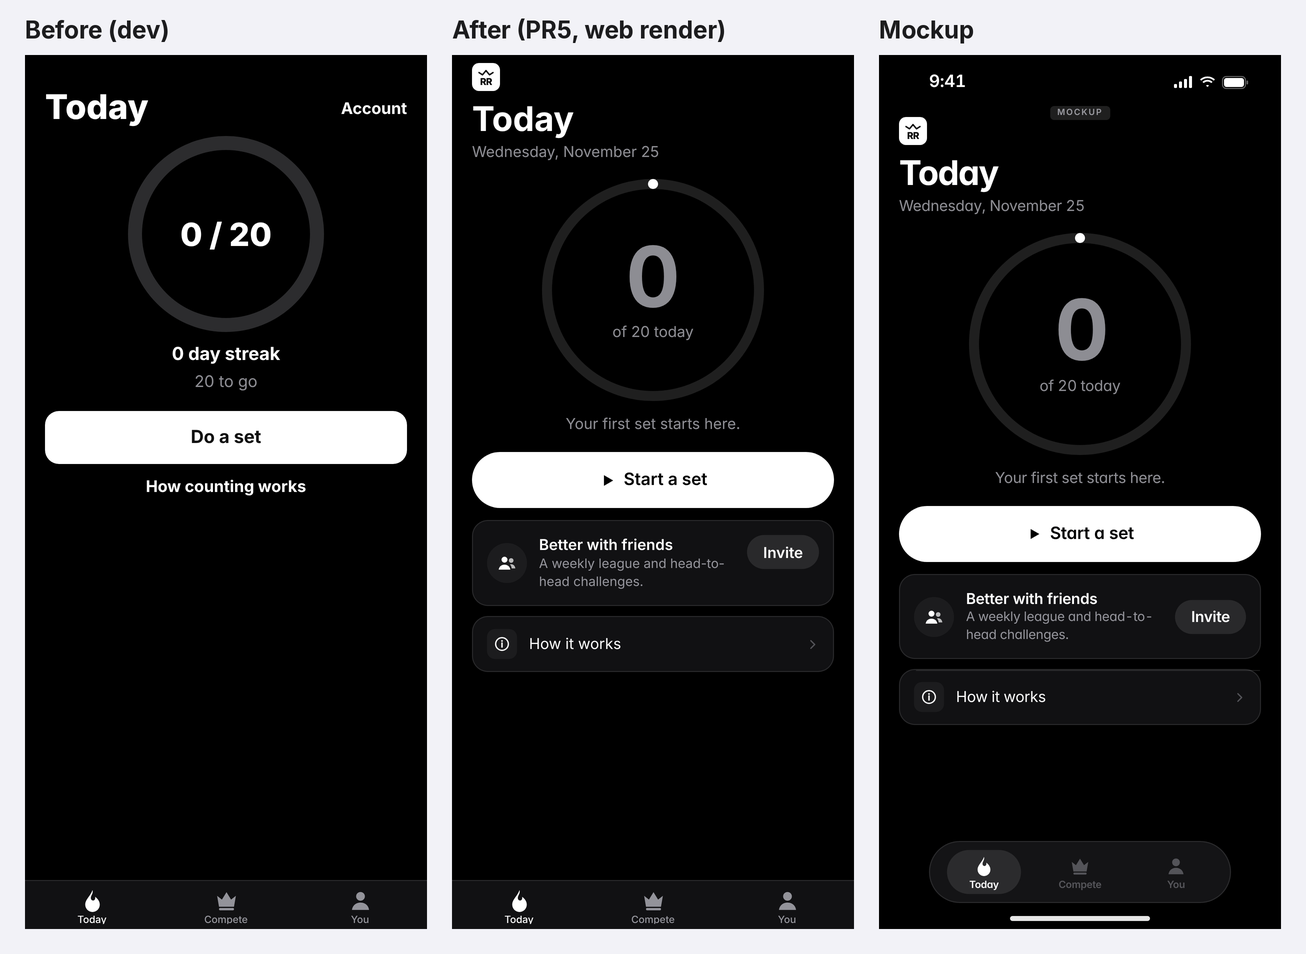 Before (dev)
Today
Account
0 / 20
0 day streak
20 to go
Do a set
How counting works
Today
Compete
You
After (PR5, web render)
RR
Today
Wednesday, November 25
0
of 20 today
Your first set starts here.
Start a set
Better with friends
A weekly league and head-to-
head challenges.
Invite
How it works
Today
Compete
You
Mockup
9:41
MOCKUP
RR
Today
Wednesday, November 25
0
of 20 today
Your first set starts here.
Start a set
Better with friends
A weekly league and head-to-
head challenges.
Invite
How it works
Today
Compete
You